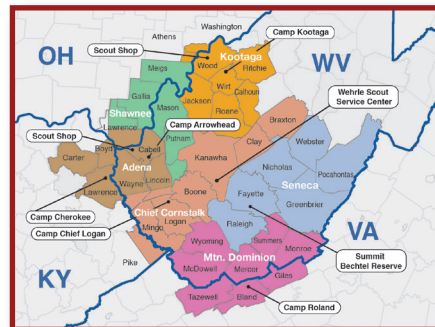 Washington
Athens
OH
Scout Shop
Camp Kootaga
Kootaga
Wood
Ritchie
WV
Meigs
Wirt
Calhoun
Jackson
Roane
Gallia
Mason
Wehrle Scout
Service Center
Shawnee
Lawrence
Camp Arrowhead
Braxton
Scout Shop
Putnam
Clay
Webster
Boyd
Cabell
Carter
Kanawha
Nicholas
Adena
Pocahontas
Lincoln
Wayne
Boone
Seneca
Lawrence
Fayette
Greenbrier
Camp Cherokee
Chief Cornstalk
Logan
Camp Chief Logan
Mingo
Raleigh
VA
Wyoming
Summers
Monroe
Summit
Bechtel Reserve
Mtn. Dominion
KY
Pike
McDowell
Mercer
Giles
Tazewell
Bland
Camp Roland